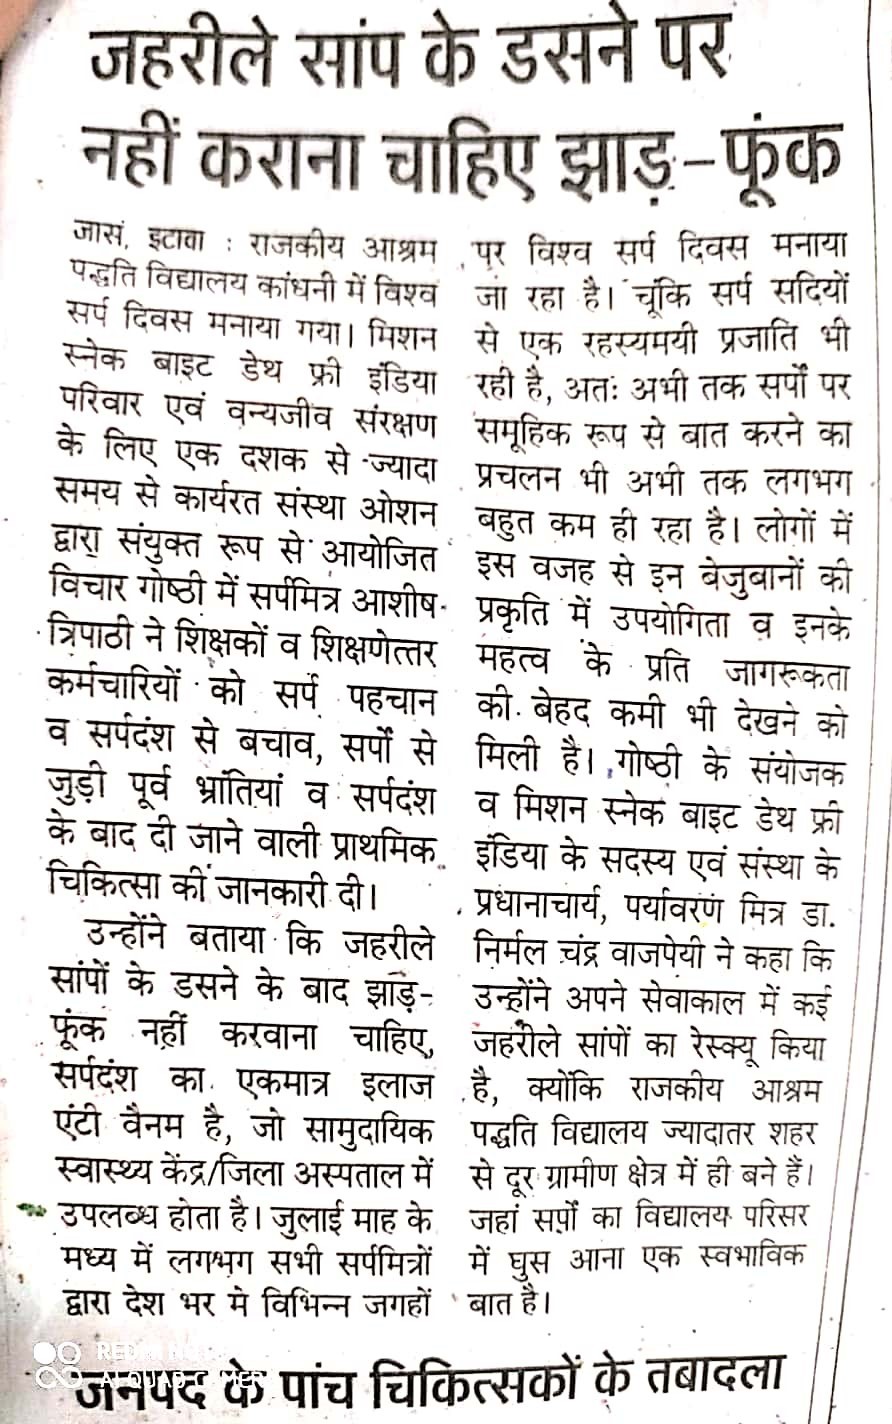 जहरीले सांप के डसने पर
नहीं कराना चाहिए झाड़-फूंक
जासं, इटावा : राजकीय आश्रम
पद्धति विद्यालय कांधनी में विश्व
सर्प दिवस मनाया गया। मिशन
स्नेक बाइट डेथ फ्री इंडिया
परिवार एवं वन्यजीव संरक्षण
के लिए एक दशक से ज्यादा
समय से कार्यरत संस्था ओशन
द्वारा संयुक्त रूप से आयोजित
विचार गोष्ठी में सर्पमित्र आशीष
त्रिपाठी ने शिक्षकों व शिक्षणेत्तर
कर्मचारियों को सर्प पहचान
व सर्पदंश से बचाव, सर्पों से
जुड़ी पूर्व भ्रांतियां व सर्पदंश
के बाद दी जाने वाली प्राथमिक
चिकित्सा की जानकारी दी।
उन्होंने बताया कि जहरीले
सांपों के डसने के बाद झाड़-
फूंक नहीं करवाना चाहिए,
सर्पदंश का एकमात्र इलाज
एंटी वैनम है, जो सामुदायिक
स्वास्थ्य केंद्र/जिला अस्पताल में
उपलब्ध होता है। जुलाई माह के
मध्य में लगभग सभी सर्पमित्रों
द्वारा देश भर मे विभिन्न जगहों
पर विश्व सर्प दिवस मनाया
जा रहा है। चूंकि सर्प सदियों
से एक रहस्यमयी प्रजाति भी
रही है, अतः अभी तक सर्पों पर
समूहिक रूप से बात करने का
प्रचलन भी अभी तक लगभग
बहुत कम ही रहा है। लोगों में
इस वजह से इन बेजुबानों की
प्रकृति में उपयोगिता व इनके
महत्व के प्रति जागरूकता
की बेहद कमी भी देखने को
मिली है। गोष्ठी के संयोजक
व मिशन स्नेक बाइट डेथ फ्री
इंडिया के सदस्य एवं संस्था के
प्रधानाचार्य, पर्यावरण मित्र डा.
निर्मल चंद्र वाजपेयी ने कहा कि
उन्होंने अपने सेवाकाल में कई
जहरीले सांपों का रेस्क्यू किया
है, क्योंकि राजकीय आश्रम
पद्धति विद्यालय ज्यादातर शहर
से दूर ग्रामीण क्षेत्र में ही बने हैं।
जहां सर्पों का विद्यालय परिसर
में घुस आना एक स्वभाविक
बात है।
जनपद के पांच चिकित्सकों के तबादला
AI QUAD CAMERA